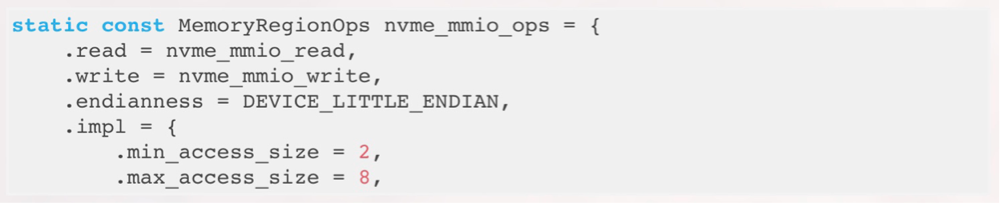 static const MemoryRegionOps nvme_mmio_ops = {
    .read = nvme_mmio_read,
    .write = nvme_mmio_write,
    .endianness = DEVICE_LITTLE_ENDIAN,
    .impl = {
        .min_access_size = 2,
        .max_access_size = 8,